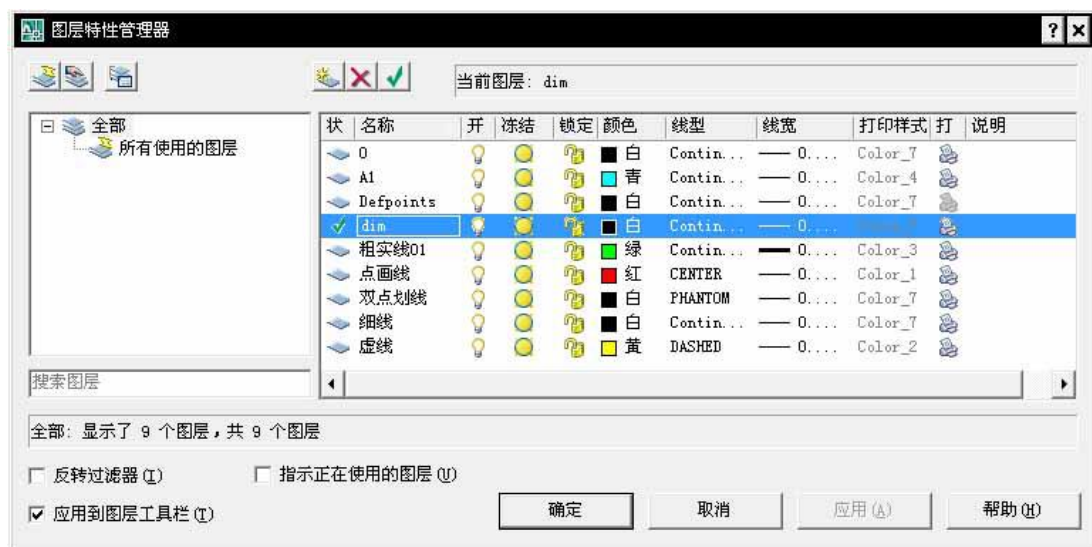 图层特性管理器
当前图层: dim
全部
所有使用的图层
状 名称 开 冻结 锁定 颜色 线型 线宽 打印样式 打 说明
0 白 Contin... 0.... Color_7
A1 青 Contin... 0.... Color_4
Defpoints 白 Contin... 0.... Color_7
dim 白 Contin... 0....
粗实线01 绿 Contin... 0.... Color_3
点画线 红 CENTER 0.... Color_1
双点划线 白 PHANTOM 0.... Color_7
细线 白 Contin... 0.... Color_7
虚线 黄 DASHED 0.... Color_2
搜索图层
全部: 显示了 9 个图层,共 9 个图层
反转过滤器(I) 指示正在使用的图层(U)
应用到图层工具栏(T)
确定 取消 应用(A) 帮助(H)